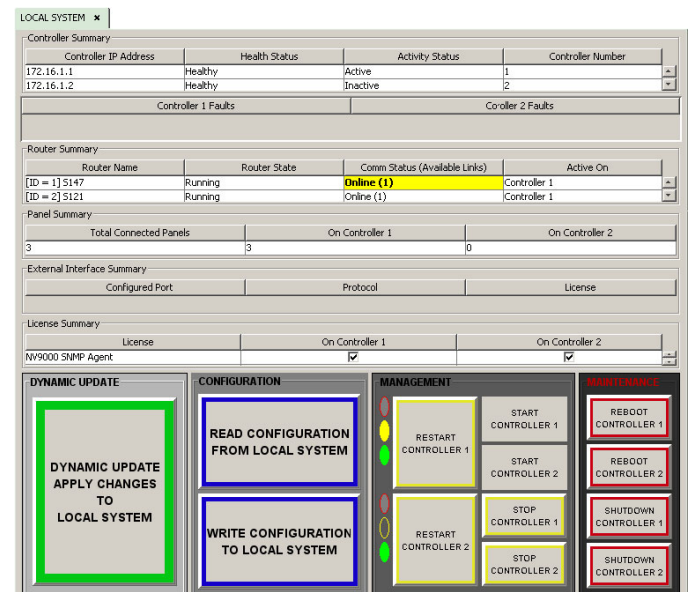 LOCAL SYSTEM ×
Controller Summary
Controller IP Address Health Status Activity Status Controller Number
172.16.1.1 Healthy Active 1
172.16.1.2 Healthy Inactive 2
Controller 1 Faults Co·oller 2 Faults
Router Summary
Router Name Router State Comm Status (Available Links) Active On
[ID = 1] S147 Running Online (1) Controller 1
[ID = 2] S121 Running Online (1) Controller 1
Panel Summary
Total Connected Panels On Controller 1 On Controller 2
3 3 0
External Interface Summary
Configured Port Protocol License
License Summary
License On Controller 1 On Controller 2
NV9000 SNMP Agent
DYNAMIC UPDATE
DYNAMIC UPDATE
APPLY CHANGES
TO
LOCAL SYSTEM
CONFIGURATION
READ CONFIGURATION
FROM LOCAL SYSTEM
WRITE CONFIGURATION
TO LOCAL SYSTEM
MANAGEMENT
RESTART
CONTROLLER 1
START
CONTROLLER 1
START
CONTROLLER 2
RESTART
CONTROLLER 2
STOP
CONTROLLER 1
STOP
CONTROLLER 2
MAINTENANCE
REBOOT
CONTROLLER 1
REBOOT
CONTROLLER 2
SHUTDOWN
CONTROLLER 1
SHUTDOWN
CONTROLLER 2